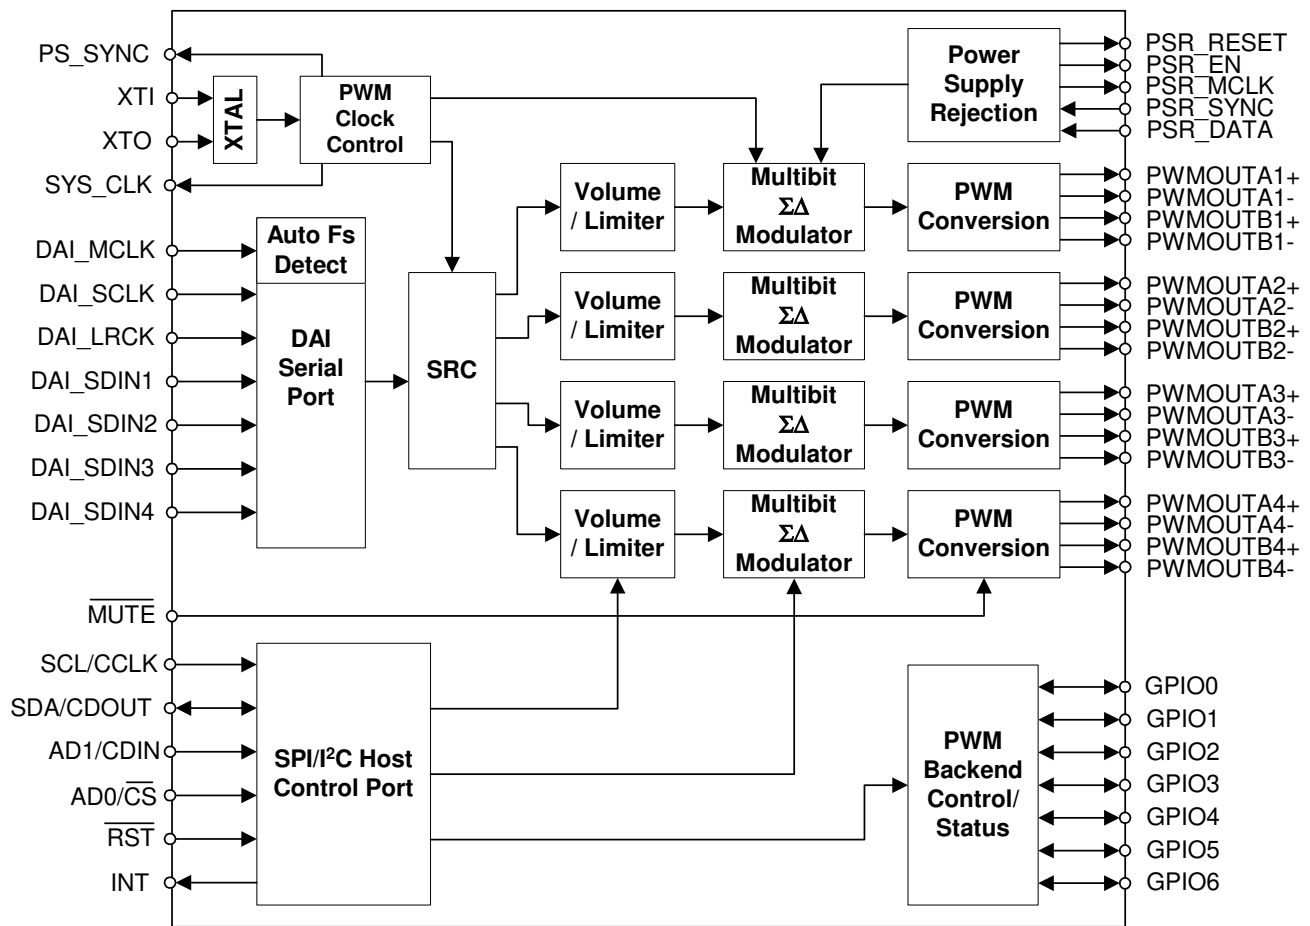 PS_SYNC
XTI
XTO
SYS_CLK
DAI_MCLK
DAI_SCLK
DAI_LRCK
DAI_SDIN1
DAI_SDIN2
DAI_SDIN3
DAI_SDIN4
MUTE
SCL/CCLK
SDA/CDOUT
AD1/CDIN
AD0/CS
RST
INT
XTAL
PWM
Clock
Control
Auto Fs
Detect
DAI
Serial
Port
SRC
SPI/I²C Host
Control Port
Volume
/ Limiter
Multibit
ΣΔ
Modulator
PWM
Conversion
Volume
/ Limiter
Multibit
ΣΔ
Modulator
PWM
Conversion
Volume
/ Limiter
Multibit
ΣΔ
Modulator
PWM
Conversion
Volume
/ Limiter
Multibit
ΣΔ
Modulator
PWM
Conversion
Power
Supply
Rejection
PWM
Backend
Control/
Status
PSR_RESET
PSR_EN
PSR_MCLK
PSR_SYNC
PSR_DATA
PWMOUTA1+
PWMOUTA1-
PWMOUTB1+
PWMOUTB1-
PWMOUTA2+
PWMOUTA2-
PWMOUTB2+
PWMOUTB2-
PWMOUTA3+
PWMOUTA3-
PWMOUTB3+
PWMOUTB3-
PWMOUTA4+
PWMOUTA4-
PWMOUTB4+
PWMOUTB4-
GPIO0
GPIO1
GPIO2
GPIO3
GPIO4
GPIO5
GPIO6